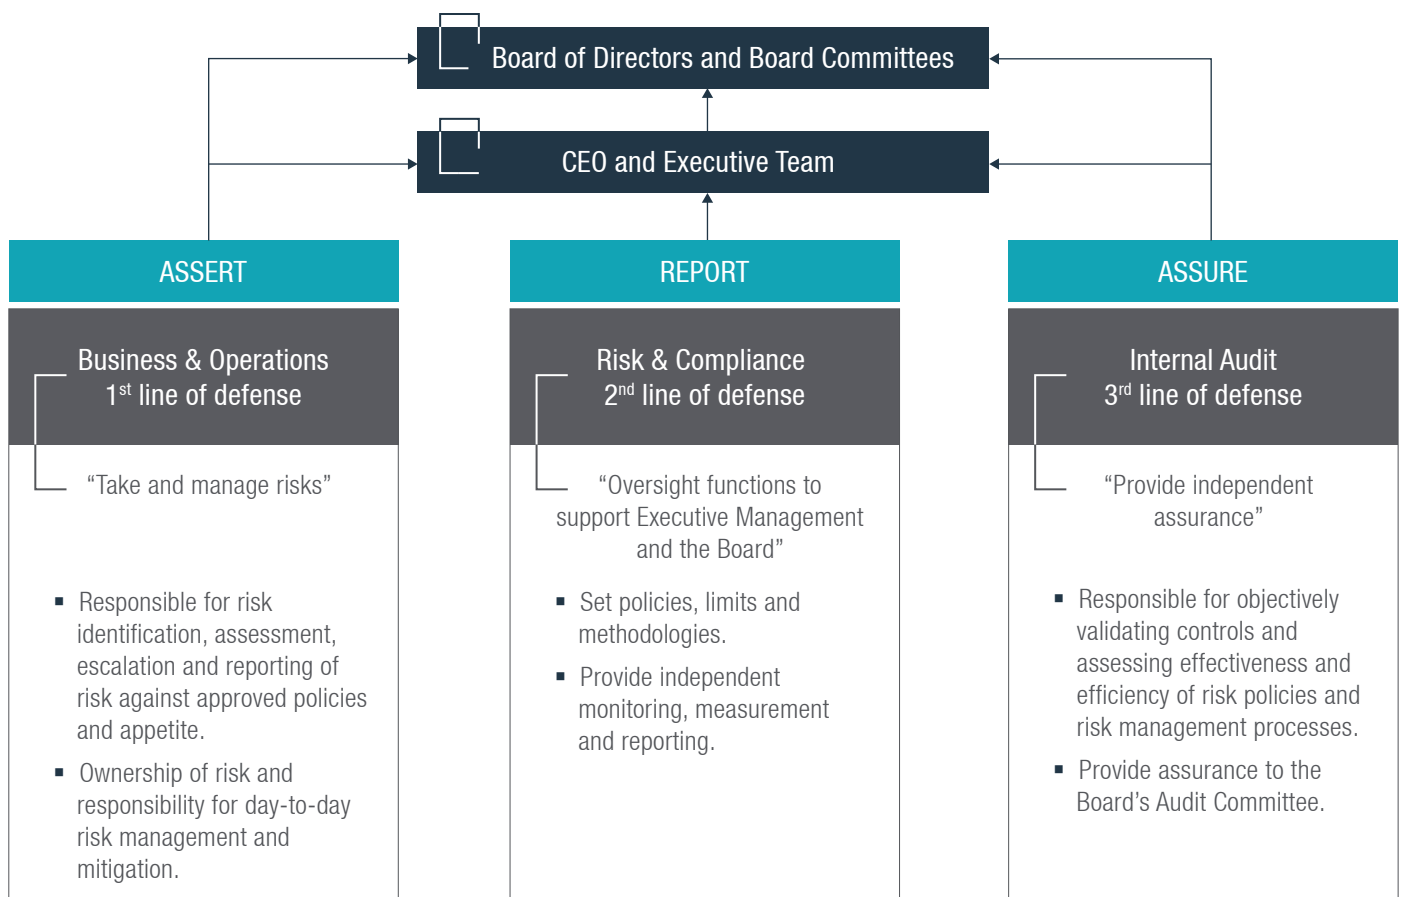 Board of Directors and Board Committees
CEO and Executive Team
ASSERT
Business & Operations
1st line of defense
“Take and manage risks”
▪ Responsible for risk
identification, assessment,
escalation and reporting of
risk against approved policies
and appetite.
▪ Ownership of risk and
responsibility for day-to-day
risk management and
mitigation.
REPORT
Risk & Compliance
2nd line of defense
“Oversight functions to
support Executive Management
and the Board”
▪ Set policies, limits and
methodologies.
▪ Provide independent
monitoring, measurement
and reporting.
ASSURE
Internal Audit
3rd line of defense
“Provide independent
assurance”
▪ Responsible for objectively
validating controls and
assessing effectiveness and
efficiency of risk policies and
risk management processes.
▪ Provide assurance to the
Board’s Audit Committee.